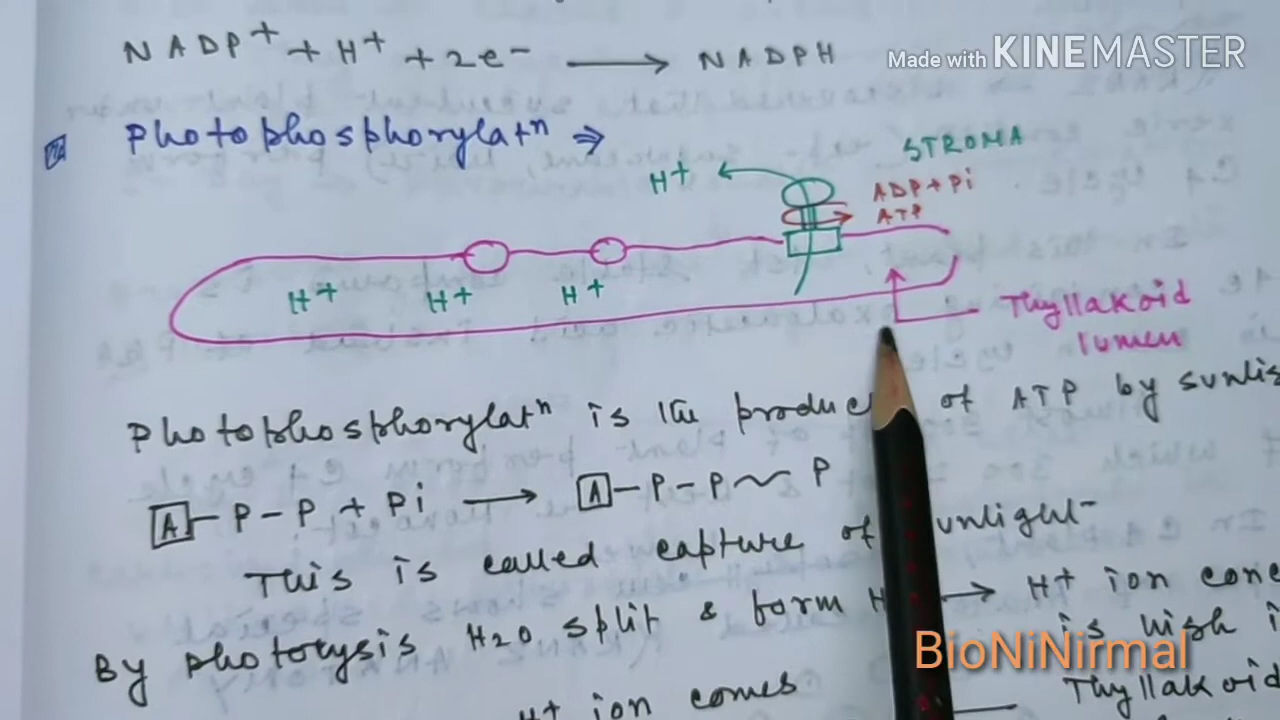 NADP+ + H+ + 2e- → NADPH
Made with KINEMASTER
Photophosphorylatn ⇒
STROMA
H+
ADP + Pi
ATP
H+ H+ H+
Thyllakoid
lumen
Photophosphorylatn is the produc of ATP by sunlig
A-P-P + Pi → A-P-P~P
This is called capture of sunlight-
By photolysis H2O split & form H → H+ ion conc
is high i
H+ ion comes
Thyllakoid
BioNiNirmal